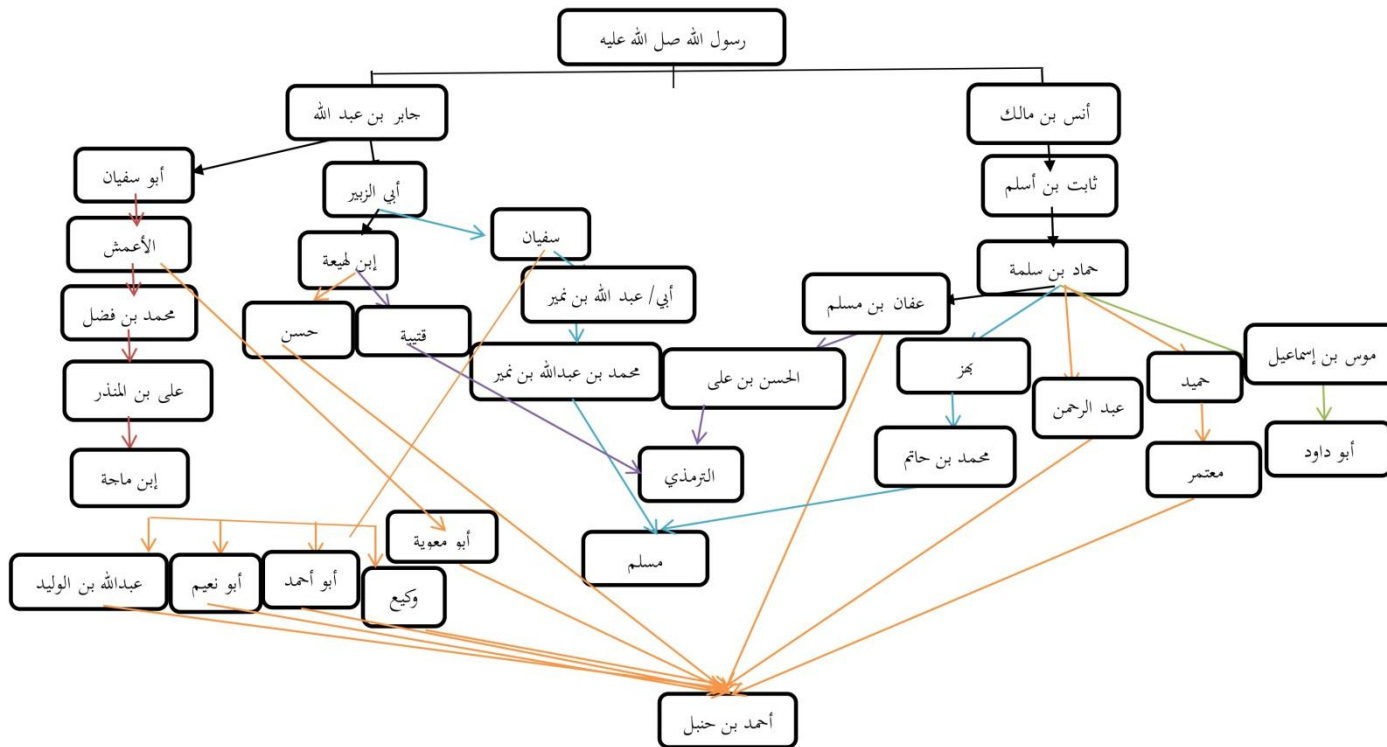 رسول الله صل الله عليه
أنس بن مالك
جابر بن عبد الله
ثابت بن أسلم
أبي الزبير
أبو سفيان
حماد بن سلمة
سفيان
إبن لهيعة
الأعمش
عفان بن مسلم
أبي/ عبد الله بن نمير
محمد بن فضل
موس بن إسماعيل
حميد
عبد الرحمن
بهز
الحسن بن على
محمد بن عبدالله بن نمير
قتيبة
حسن
على بن المنذر
أبو داود
معتمر
محمد بن حاتم
الترمذي
إبن ماجة
مسلم
أبو معوية
وكيع
أبو أحمد
أبو نعيم
عبدالله بن الوليد
أحمد بن حنبل